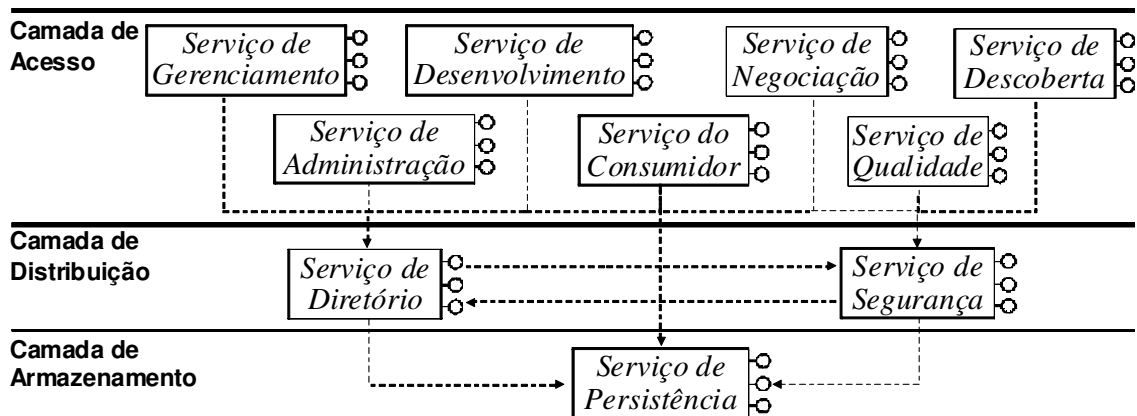 Camada de
Acesso
Serviço de
Gerenciamento
Serviço de
Desenvolvimento
Serviço de
Negociação
Serviço de
Descoberta
Serviço de
Administração
Serviço do
Consumidor
Serviço de
Qualidade
Camada de
Distribuição
Serviço de
Diretório
Serviço de
Segurança
Camada de
Armazenamento
Serviço de
Persistência